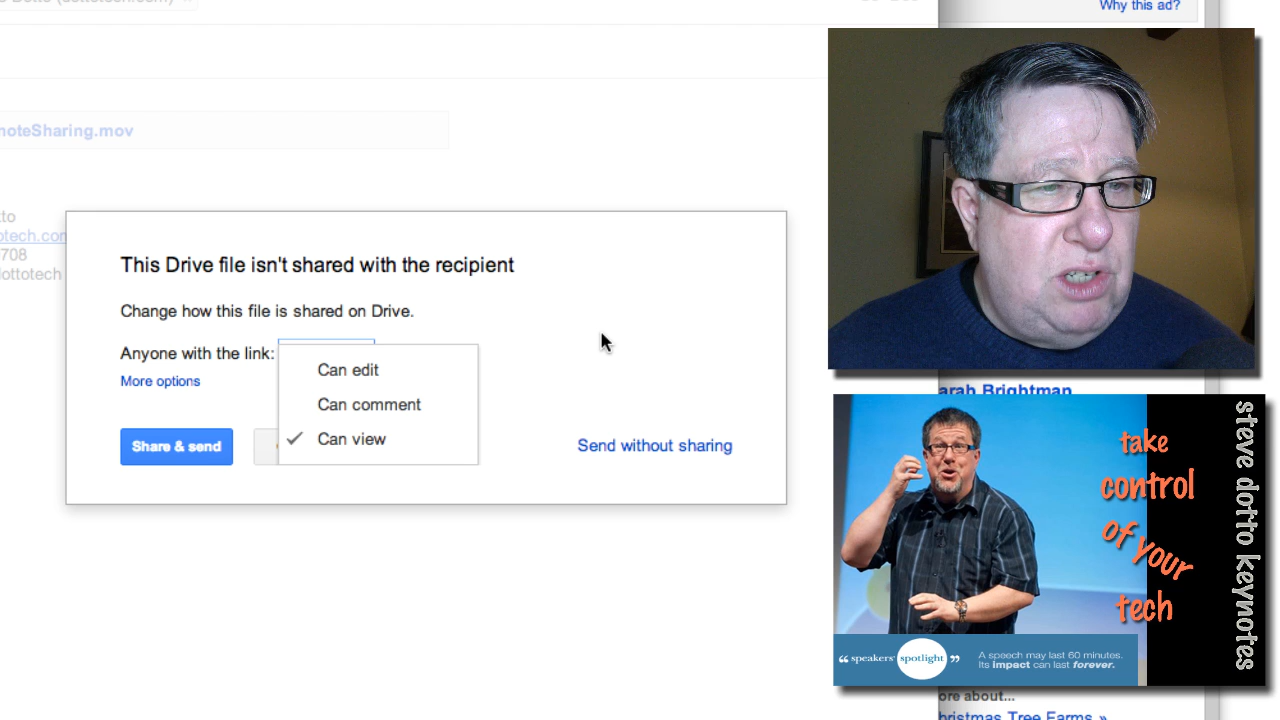 Why this ad?
noteSharing.mov
tto
otech.com
708
lottotech
This Drive file isn't shared with the recipient
Change how this file is shared on Drive.
Anyone with the link:
More options
Can edit
Can comment
Can view
Share & send
Send without sharing
arah Brightman
take
control
of your
tech
steve dotto keynotes
“ speakers' spotlight ”
A speech may last 60 minutes.
Its impact can last forever.
ore about...
hristmas Tree Farms »